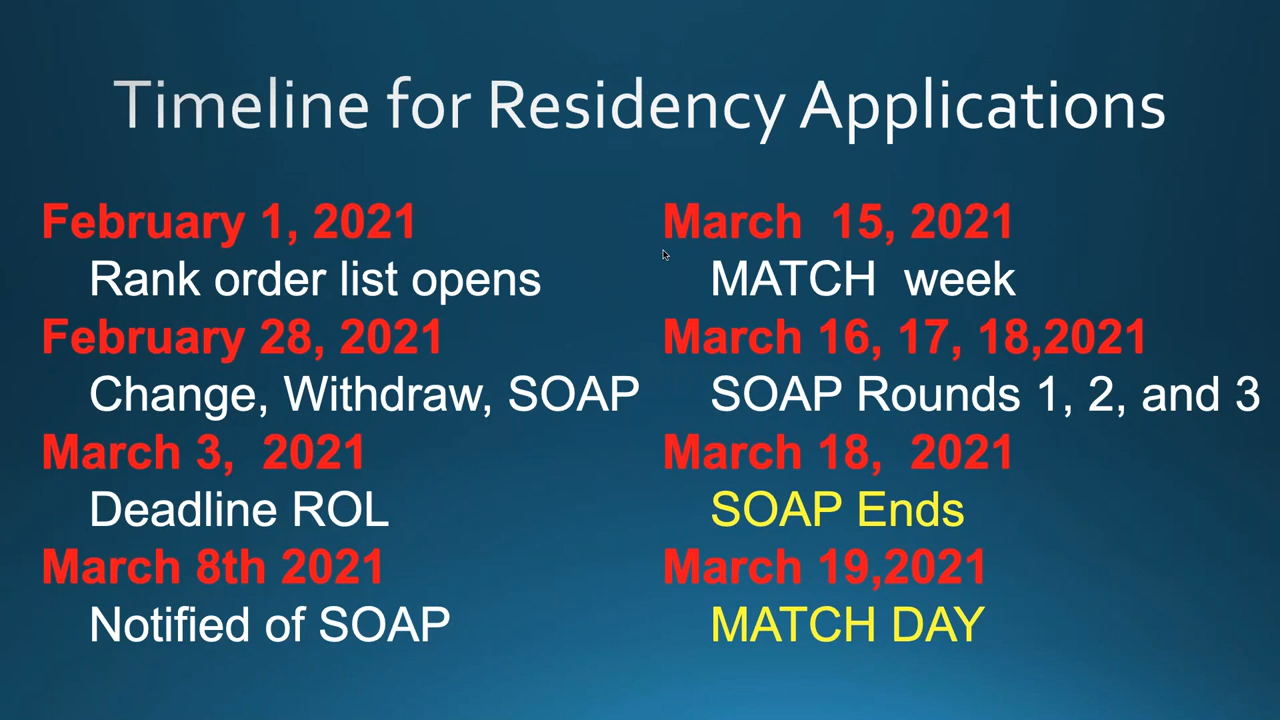 Timeline for Residency Applications
February 1, 2021
Rank order list opens
February 28, 2021
Change, Withdraw, SOAP
March 3,  2021
Deadline ROL
March 8th 2021
Notified of SOAP
March  15, 2021
MATCH  week
March 16, 17, 18,2021
SOAP Rounds 1, 2, and 3
March 18,  2021
SOAP Ends
March 19,2021
MATCH DAY